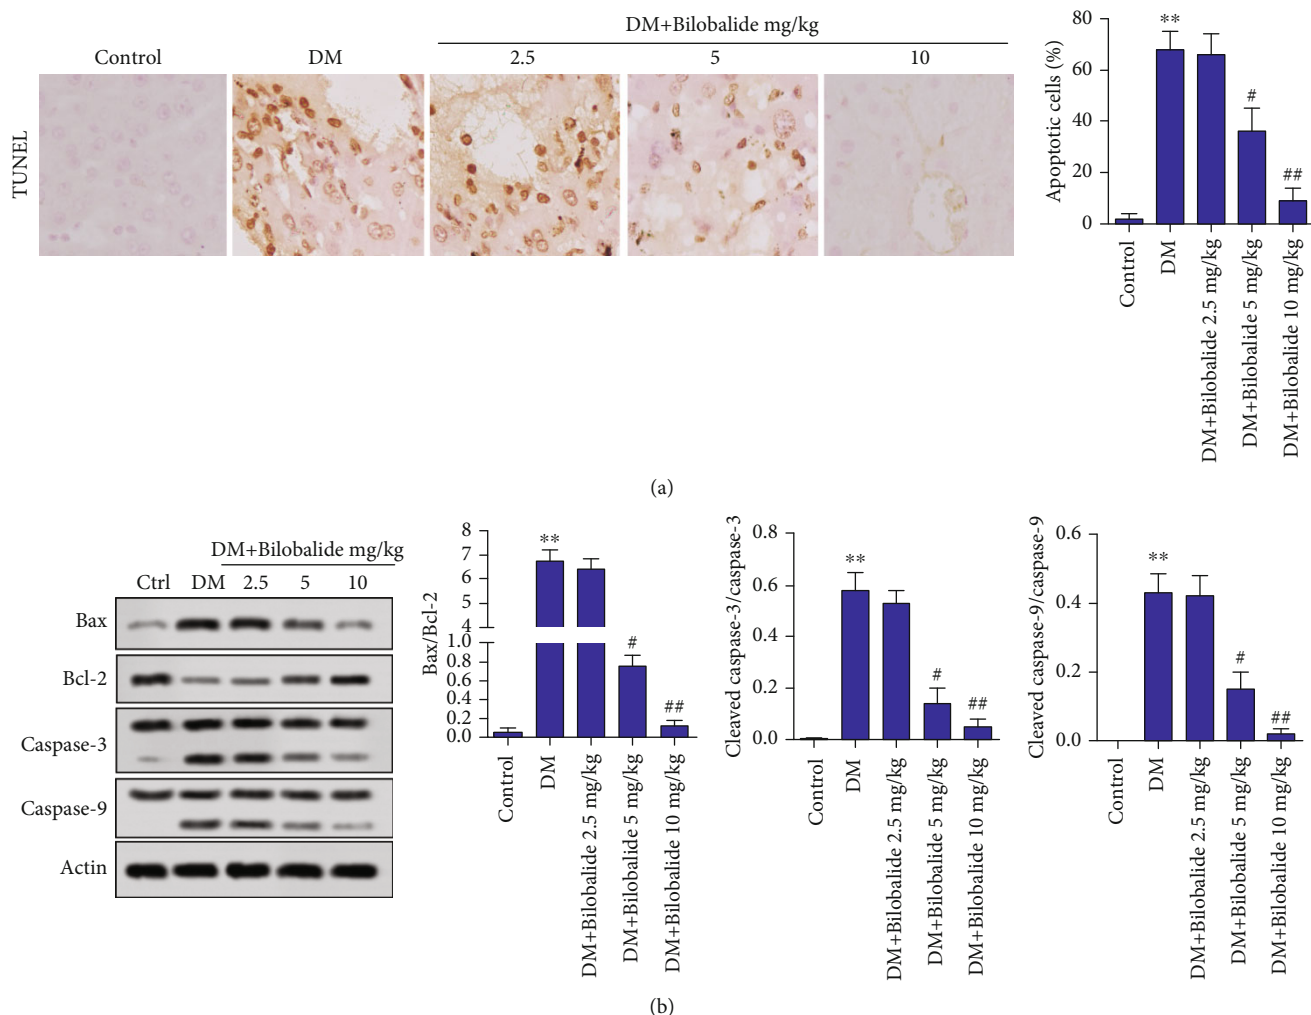 DM+Bilobalide mg/kg
Control
DM
2.5
5
10
TUNEL
Apoptotic cells (%)
80
60
40
20
0
**
#
##
Control
DM
DM+Bilobalide 2.5 mg/kg
DM+Bilobalide 5 mg/kg
DM+Bilobalide 10 mg/kg
(a)
DM+Bilobalide mg/kg
Ctrl
DM
2.5
5
10
Bax
Bcl-2
Caspase-3
Caspase-9
Actin
Bax/Bcl-2
8
7
6
5
4
1.0
0.8
0.6
0.4
0.2
0.0
**
#
##
Control
DM
DM+Bilobalide 2.5 mg/kg
DM+Bilobalide 5 mg/kg
DM+Bilobalide 10 mg/kg
Cleaved caspase-3/caspase-3
0.8
0.6
0.4
0.2
0.0
**
#
##
Control
DM
DM+Bilobalide 2.5 mg/kg
DM+Bilobalide 5 mg/kg
DM+Bilobalide 10 mg/kg
Cleaved caspase-9/caspase-9
0.6
0.4
0.2
0.0
**
#
##
Control
DM
DM+Bilobalide 2.5 mg/kg
DM+Bilobalide 5 mg/kg
DM+Bilobalide 10 mg/kg
(b)